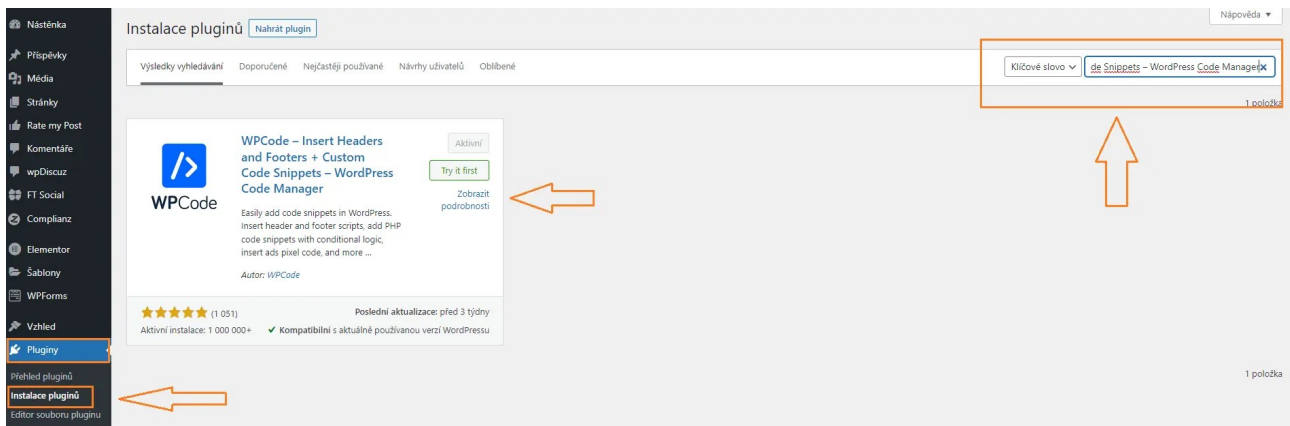 Nástěnka
Příspěvky
Média
Stránky
Rate my Post
Komentáře
wpDiscuz
FT Social
Complianz
Elementor
Šablony
WPForms
Vzhled
Pluginy
Přehled pluginů
Instalace pluginů
Editor souboru pluginu
Nápověda
Instalace pluginů Nahrát plugin
Výsledky vyhledávání Doporučené Nejčastěji používané Návrhy uživatelů Oblíbené
Klíčové slovo de Snippets – WordPress Code Manager
1 položka
WPCode
WPCode – Insert Headers
and Footers + Custom
Code Snippets – WordPress
Code Manager
Aktivní
Try it first
Zobrazit
podrobnosti
Easily add code snippets in WordPress.
Insert header and footer scripts, add PHP
code snippets with conditional logic,
insert ads pixel code, and more ...
Autor: WPCode
(1 051)
Poslední aktualizace: před 3 týdny
Aktivní instalace: 1 000 000+
Kompatibilní s aktuálně používanou verzí WordPressu
1 položka